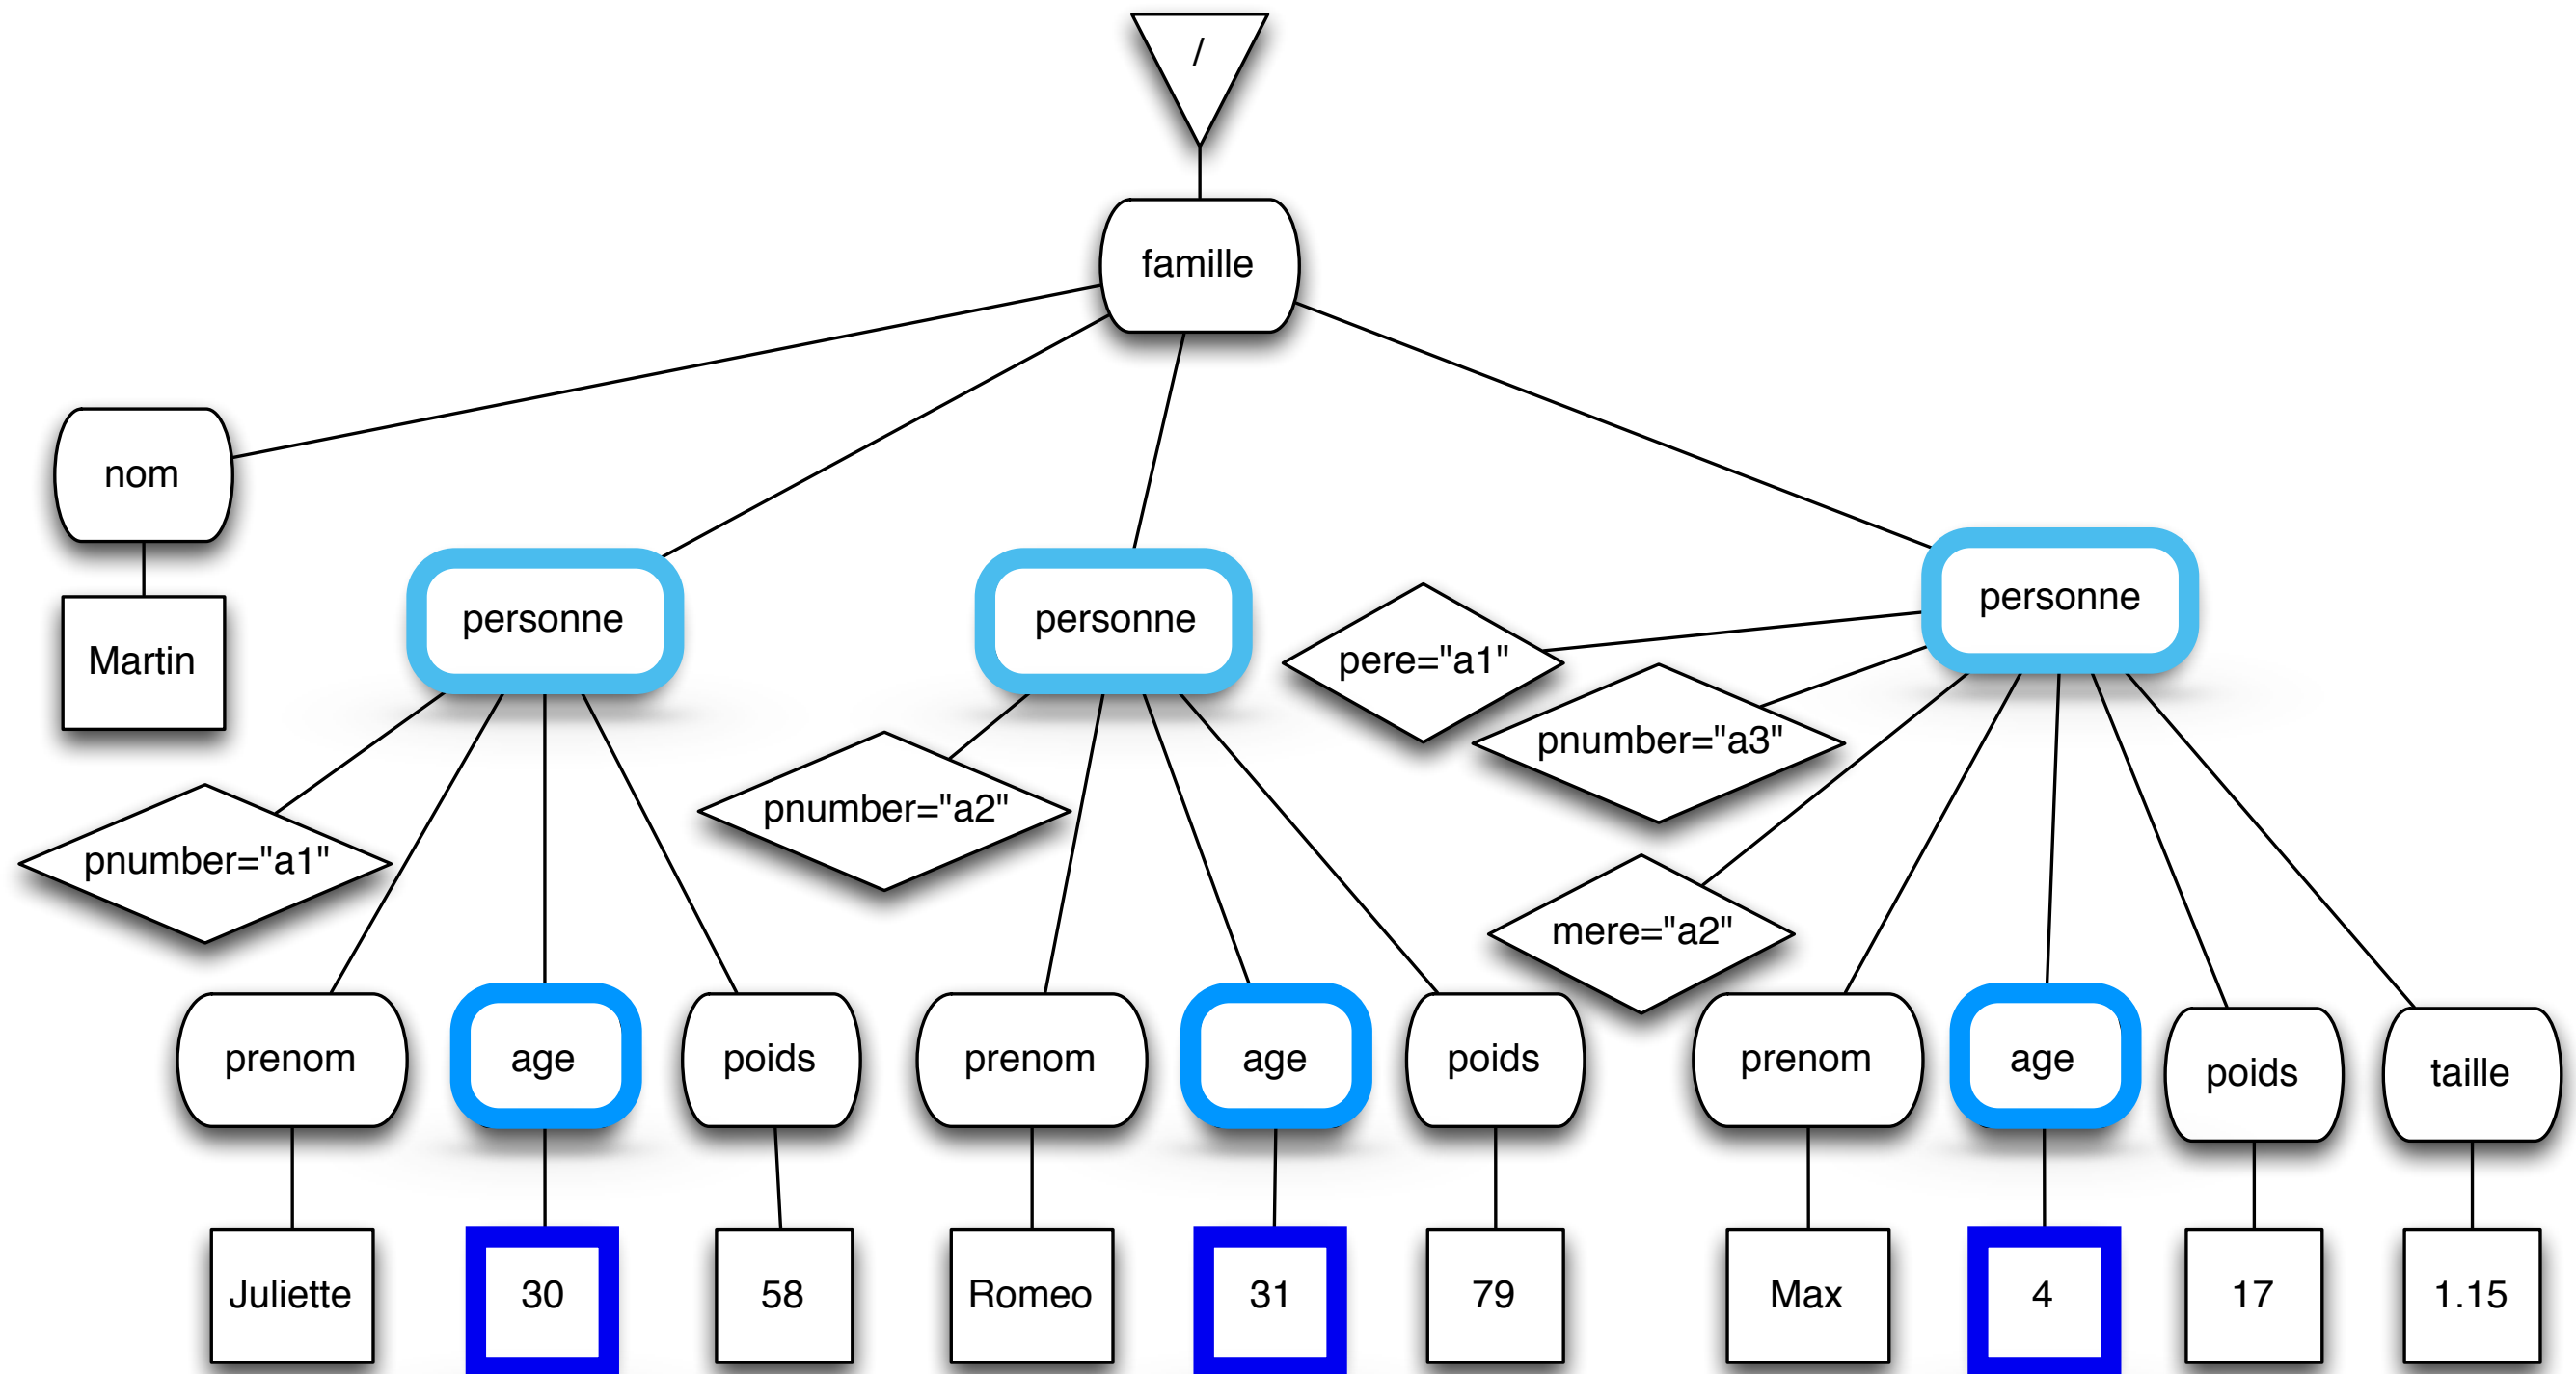 /
famille
nom
Martin
personne
personne
personne
pere="a1"
pnumber="a3"
pnumber="a2"
pnumber="a1"
mere="a2"
prenom
age
poids
prenom
age
poids
prenom
age
poids
taille
Juliette
30
58
Romeo
31
79
Max
4
17
1.15